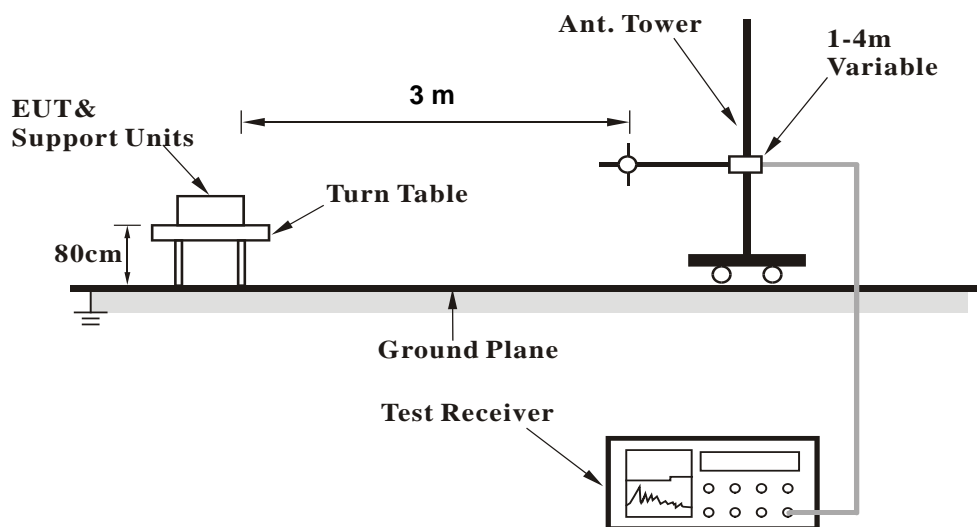 Ant. Tower
1-4m
Variable
3 m
EUT&
Support Units
Turn Table
80cm
Ground Plane
Test Receiver